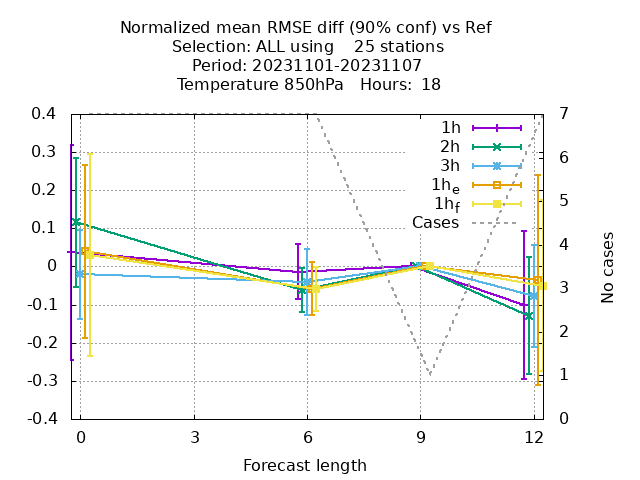 Normalized mean RMSE diff (90% conf) vs Ref
Selection: ALL using    25 stations
Period: 20231101-20231107
Temperature 850hPa   Hours:  18
0.4
0.3
0.2
0.1
0
-0.1
-0.2
-0.3
-0.4
7
6
5
4
3
2
1
0
1h
2h
3h
1he
1hf
Cases
No cases
0
3
6
9
12
Forecast length